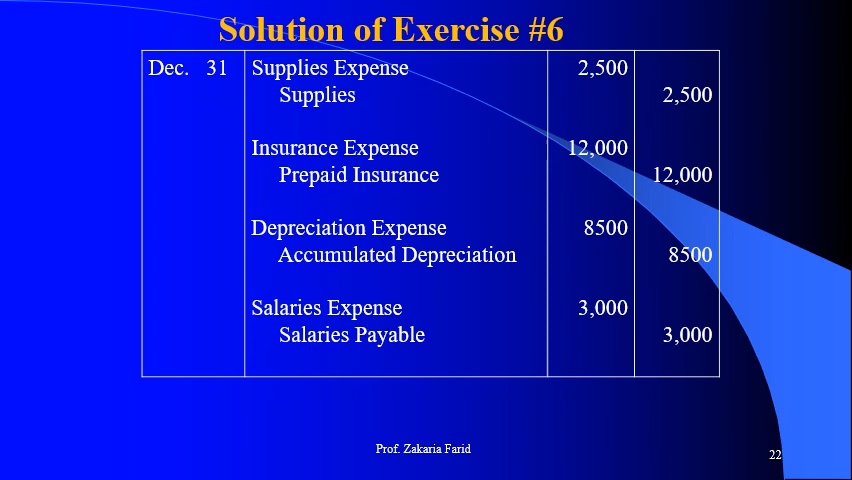 Solution of Exercise #6
Dec. 31 Supplies Expense 2,500
Supplies 2,500
Insurance Expense 12,000
Prepaid Insurance 12,000
Depreciation Expense 8500
Accumulated Depreciation 8500
Salaries Expense 3,000
Salaries Payable 3,000
Prof. Zakaria Farid
22